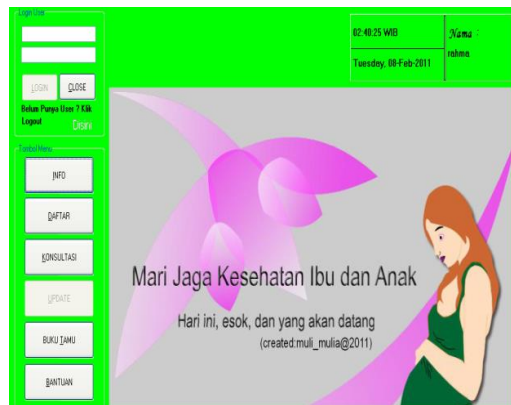 Login User
LOGIN CLOSE
Belum Punya User ? Klik
Logout Disini
Tombol Menu
INFO
DAFTAR
KONSULTASI
UPDATE
BUKU TAMU
BANTUAN
02:40:25 WIB
Tuesday, 08-Feb-2011
Nama :
rahma
Mari Jaga Kesehatan Ibu dan Anak
Hari ini, esok, dan yang akan datang
(created:muli_mulia@2011)